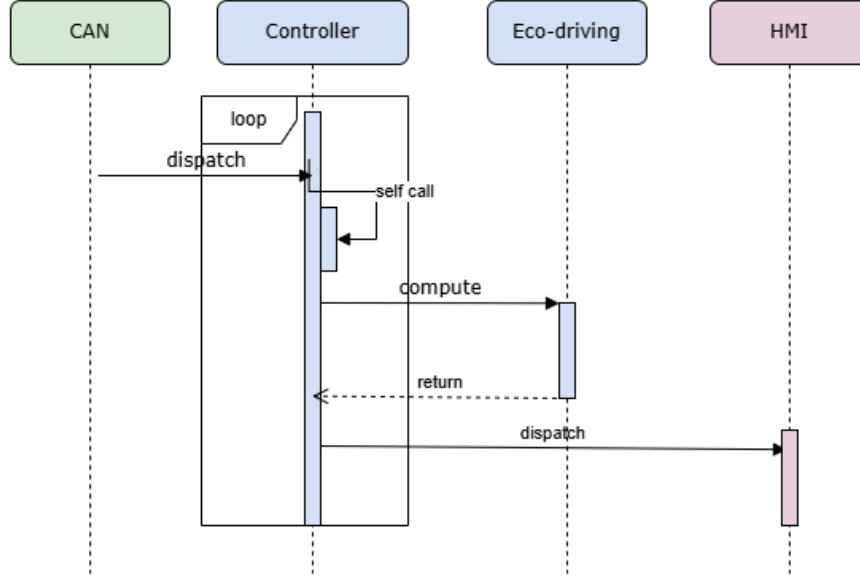 CAN
Controller
Eco-driving
HMI
loop
dispatch
self call
compute
return
dispatch